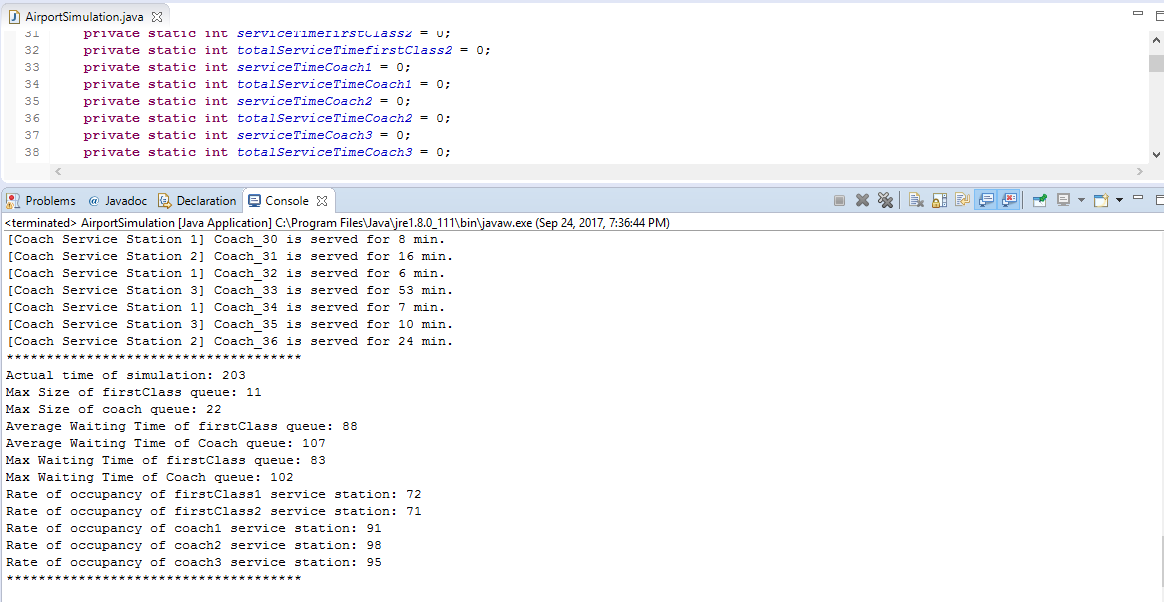 AirportSimulation.java
31 private static int serviceTimefirstClass2 = 0;
32 private static int totalServiceTimefirstClass2 = 0;
33 private static int serviceTimeCoach1 = 0;
34 private static int totalServiceTimeCoach1 = 0;
35 private static int serviceTimeCoach2 = 0;
36 private static int totalServiceTimeCoach2 = 0;
37 private static int serviceTimeCoach3 = 0;
38 private static int totalServiceTimeCoach3 = 0;
Problems @ Javadoc Declaration Console
<terminated> AirportSimulation [Java Application] C:\Program Files\Java\jre1.8.0_111\bin\javaw.exe (Sep 24, 2017, 7:36:44 PM)
[Coach Service Station 1] Coach_30 is served for 8 min.
[Coach Service Station 2] Coach_31 is served for 16 min.
[Coach Service Station 1] Coach_32 is served for 6 min.
[Coach Service Station 3] Coach_33 is served for 53 min.
[Coach Service Station 1] Coach_34 is served for 7 min.
[Coach Service Station 3] Coach_35 is served for 10 min.
[Coach Service Station 2] Coach_36 is served for 24 min.
*************************************
Actual time of simulation: 203
Max Size of firstClass queue: 11
Max Size of coach queue: 22
Average Waiting Time of firstClass queue: 88
Average Waiting Time of Coach queue: 107
Max Waiting Time of firstClass queue: 83
Max Waiting Time of Coach queue: 102
Rate of occupancy of firstClass1 service station: 72
Rate of occupancy of firstClass2 service station: 71
Rate of occupancy of coach1 service station: 91
Rate of occupancy of coach2 service station: 98
Rate of occupancy of coach3 service station: 95
*************************************